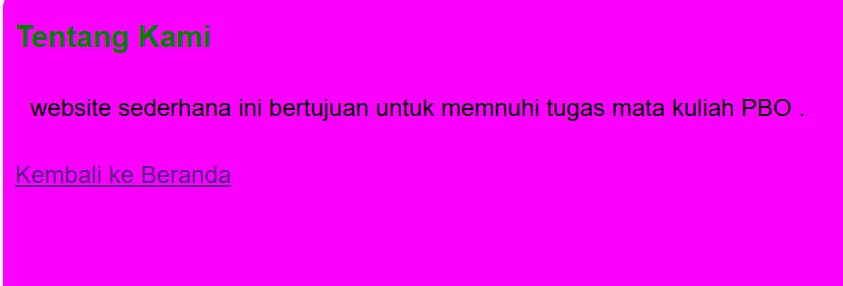 Tentang Kami
website sederhana ini bertujuan untuk memnuhi tugas mata kuliah PBO .
Kembali ke Beranda